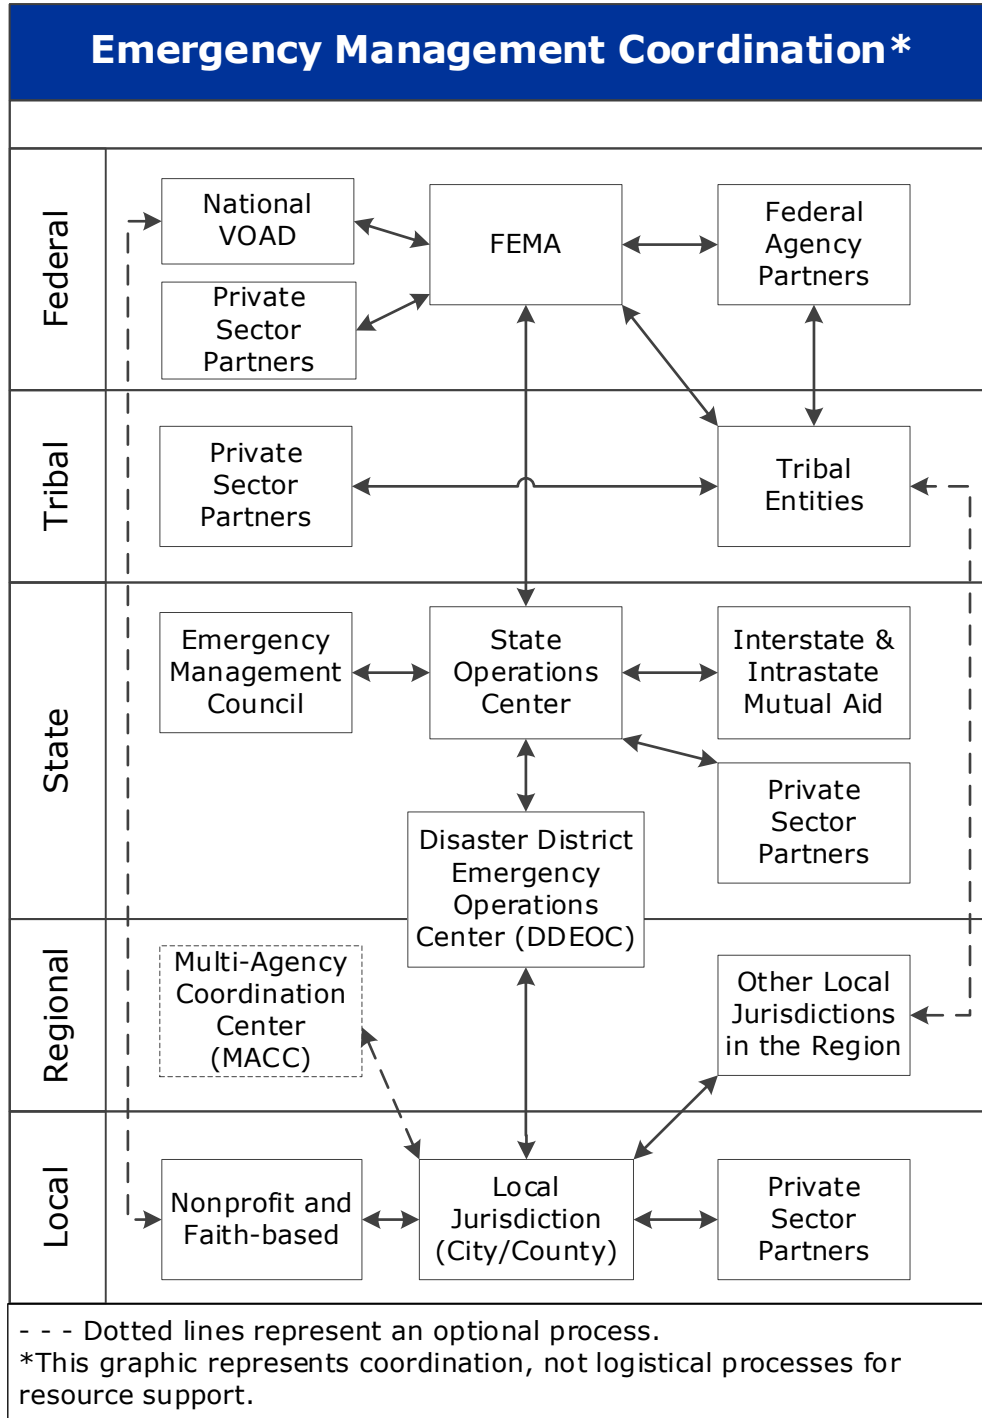 Emergency Management Coordination*
Federal
National
VOAD
FEMA
Federal
Agency
Partners
Private
Sector
Partners
Tribal
Private
Sector
Partners
Tribal
Entities
State
Emergency
Management
Council
State
Operations
Center
Interstate &
Intrastate
Mutual Aid
Private
Sector
Partners
Disaster District
Emergency
Operations
Center (DDEOC)
Regional
Multi-Agency
Coordination
Center
(MACC)
Other Local
Jurisdictions
in the Region
Local
Nonprofit and
Faith-based
Local
Jurisdiction
(City/County)
Private
Sector
Partners
- - - Dotted lines represent an optional process.
*This graphic represents coordination, not logistical processes for
resource support.